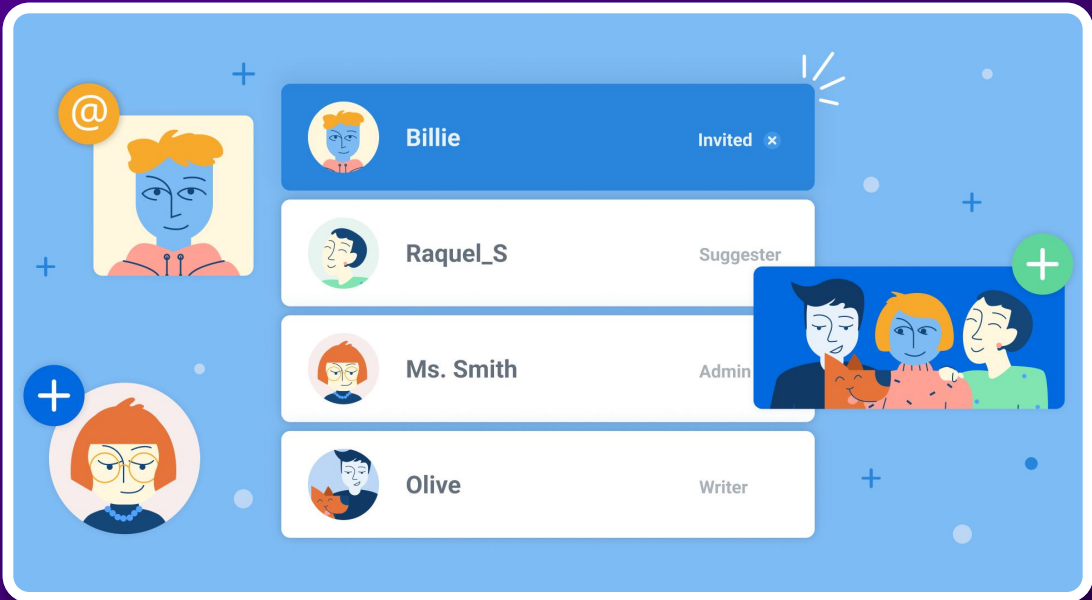 @
Billie Invited
Raquel_S Suggester
Ms. Smith Admin
Olive Writer